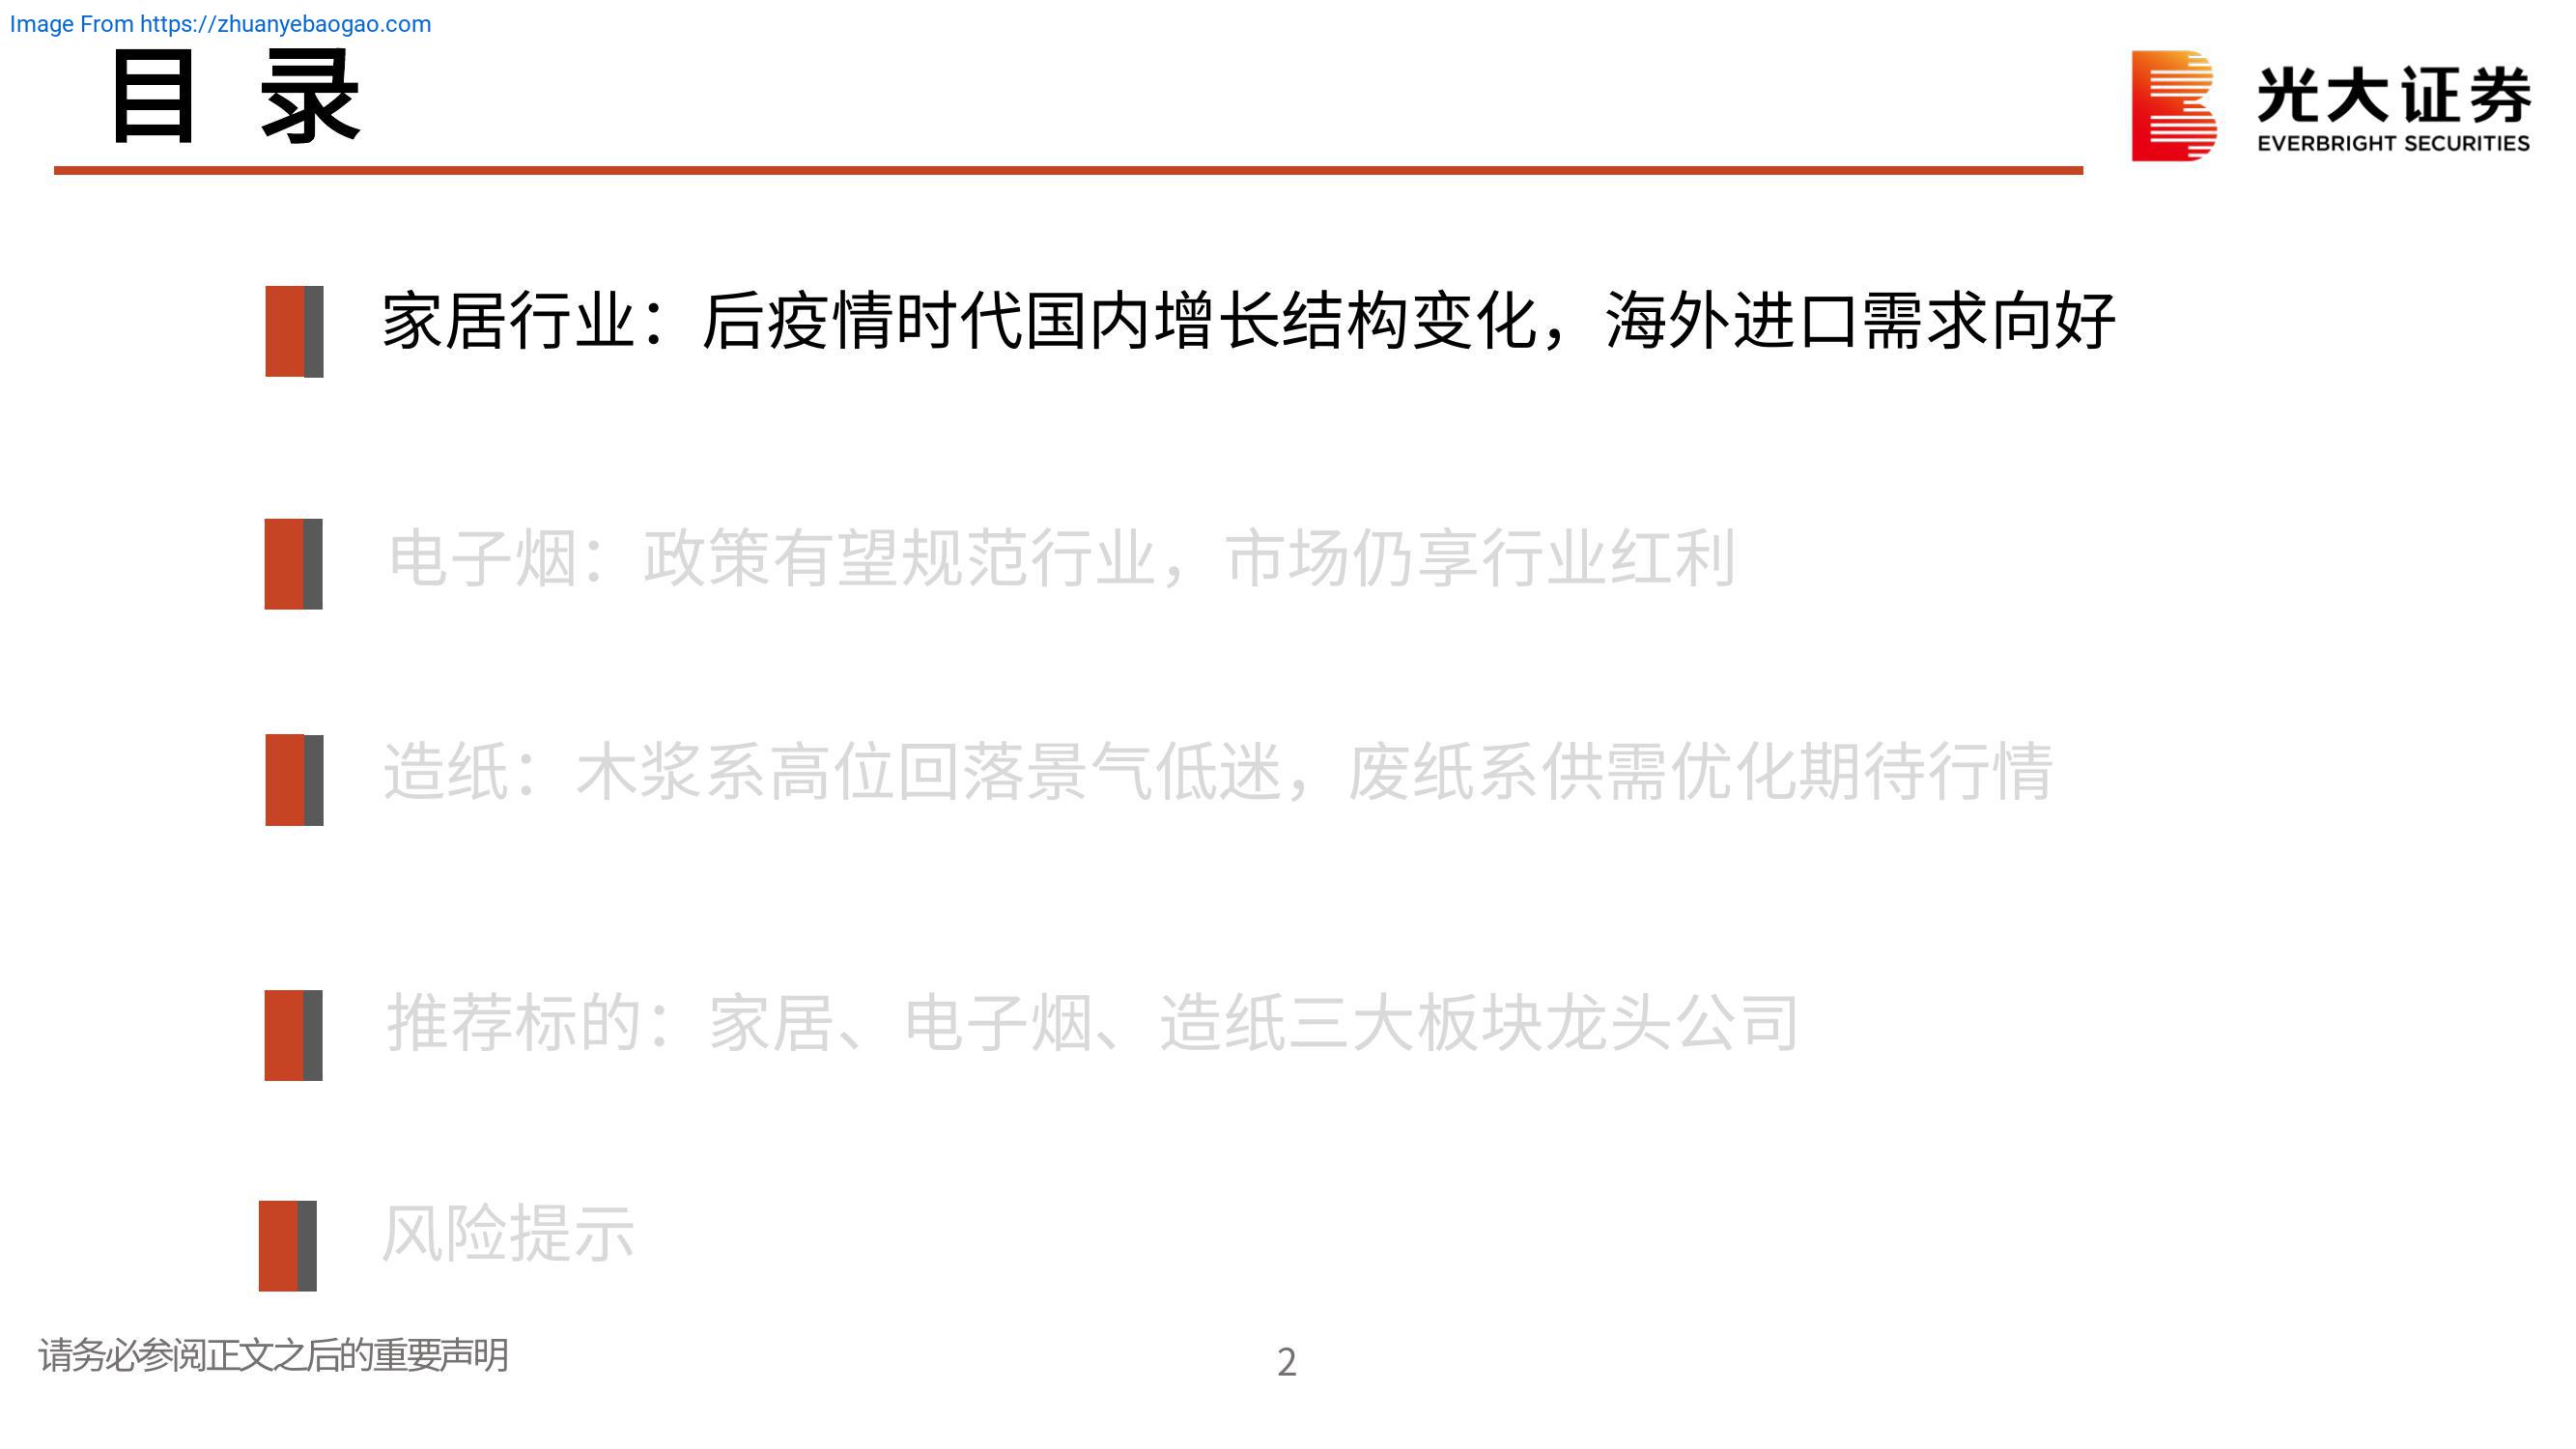 Image From https://zhuanyebaogao.com
目 录
光大证券
EVERBRIGHT SECURITIES
家居行业：后疫情时代国内增长结构变化，海外进口需求向好
电子烟：政策有望规范行业，市场仍享行业红利
造纸：木浆系高位回落景气低迷，废纸系供需优化期待行情
推荐标的：家居、电子烟、造纸三大板块龙头公司
风险提示
请务必参阅正文之后的重要声明
2